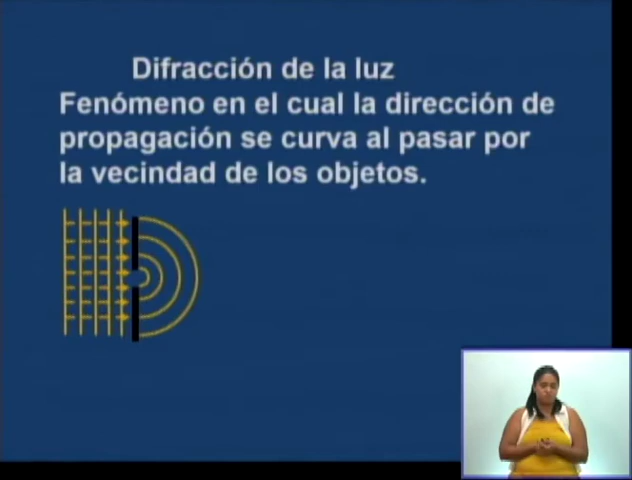 Difracción de la luz
Fenómeno en el cual la dirección de
propagación se curva al pasar por
la vecindad de los objetos.